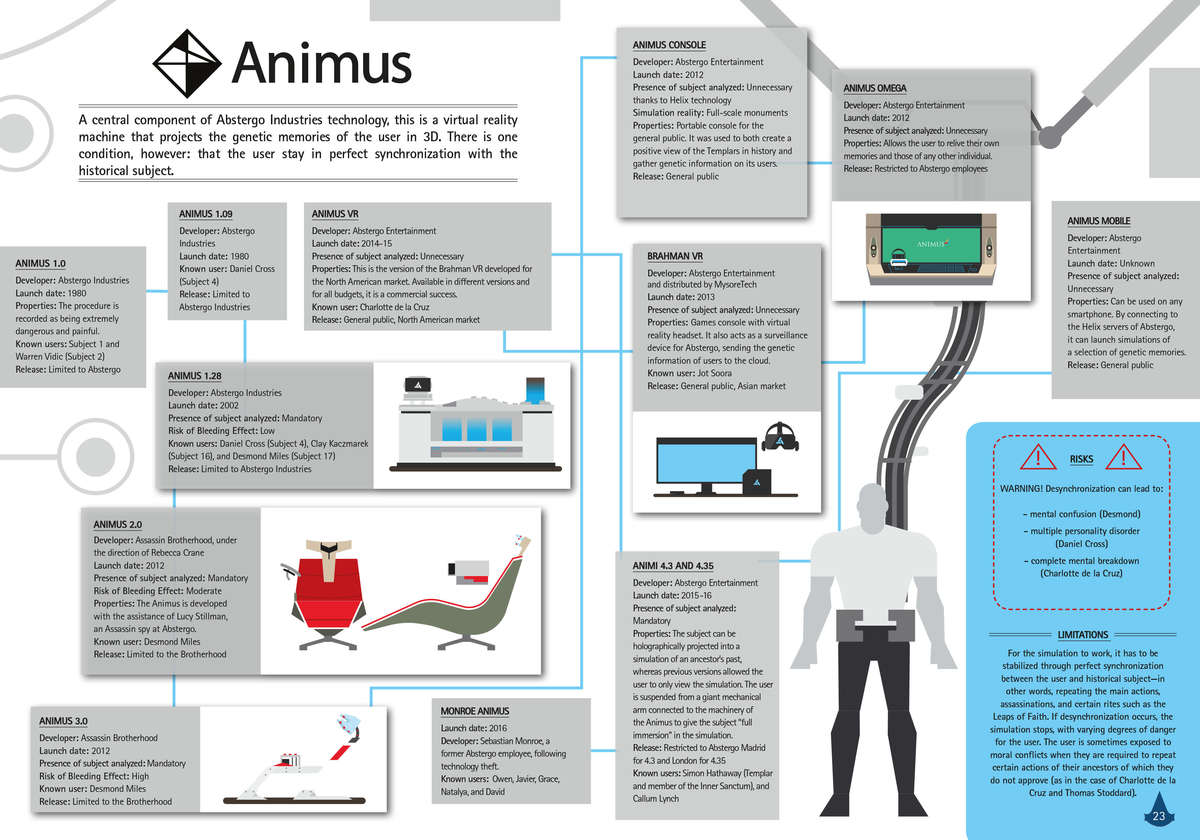 Animus
A central component of Abstergo Industries technology, this is a virtual reality
machine that projects the genetic memories of the user in 3D. There is one
condition, however: that the user stay in perfect synchronization with the
historical subject.
ANIMUS 1.0
Developer: Abstergo Industries
Launch date: 1980
Properties: The procedure is
recorded as being extremely
dangerous and painful.
Known users: Subject 1 and
Warren Vidic (Subject 2)
Release: Limited to Abstergo
ANIMUS 1.09
Developer: Abstergo
Industries
Launch date: 1980
Known user: Daniel Cross
(Subject 4)
Release: Limited to
Abstergo Industries
ANIMUS VR
Developer: Abstergo Entertainment
Launch date: 2014-15
Presence of subject analyzed: Unnecessary
Properties: This is the version of the Brahman VR developed for
the North American market. Available in different versions and
for all budgets, it is a commercial success.
Known user: Charlotte de la Cruz
Release: General public, North American market
ANIMUS 1.28
Developer: Abstergo Industries
Launch date: 2002
Presence of subject analyzed: Mandatory
Risk of Bleeding Effect: Low
Known users: Daniel Cross (Subject 4), Clay Kaczmarek
(Subject 16), and Desmond Miles (Subject 17)
Release: Limited to Abstergo Industries
ANIMUS 2.0
Developer: Assassin Brotherhood, under
the direction of Rebecca Crane
Launch date: 2012
Presence of subject analyzed: Mandatory
Risk of Bleeding Effect: Moderate
Properties: The Animus is developed
with the assistance of Lucy Stillman,
an Assassin spy at Abstergo.
Known user: Desmond Miles
Release: Limited to the Brotherhood
ANIMUS 3.0
Developer: Assassin Brotherhood
Launch date: 2012
Presence of subject analyzed: Mandatory
Risk of Bleeding Effect: High
Known user: Desmond Miles
Release: Limited to the Brotherhood
MONROE ANIMUS
Launch date: 2016
Developer: Sebastian Monroe, a
former Abstergo employee, following
technology theft.
Known users: Owen, Javier, Grace,
Natalya, and David
ANIMUS CONSOLE
Developer: Abstergo Entertainment
Launch date: 2012
Presence of subject analyzed: Unnecessary
thanks to Helix technology
Simulation reality: Full-scale monuments
Properties: Portable console for the
general public. It was used to both create a
positive view of the Templars in history and
gather genetic information on its users.
Release: General public
ANIMUS OMEGA
Developer: Abstergo Entertainment
Launch date: 2012
Presence of subject analyzed: Unnecessary
Properties: Allows the user to relive their own
memories and those of any other individual.
Release: Restricted to Abstergo employees
ANIMUS
BRAHMAN VR
Developer: Abstergo Entertainment
and distributed by MysoreTech
Launch date: 2013
Presence of subject analyzed: Unnecessary
Properties: Games console with virtual
reality headset. It also acts as a surveillance
device for Abstergo, sending the genetic
information of users to the cloud.
Known user: Jot Soora
Release: General public, Asian market
ANIMI 4.3 AND 4.35
Developer: Abstergo Entertainment
Launch date: 2015-16
Presence of subject analyzed:
Mandatory
Properties: The subject can be
holographically projected into a
simulation of an ancestor's past,
whereas previous versions allowed the
user to only view the simulation. The user
is suspended from a giant mechanical
arm connected to the machinery of
the Animus to give the subject "full
immersion" in the simulation.
Release: Restricted to Abstergo Madrid
for 4.3 and London for 4.35
Known users: Simon Hathaway (Templar
and member of the Inner Sanctum), and
Callum Lynch
ANIMUS MOBILE
Developer: Abstergo
Entertainment
Launch date: Unknown
Presence of subject analyzed:
Unnecessary
Properties: Can be used on any
smartphone. By connecting to
the Helix servers of Abstergo,
it can launch simulations of
a selection of genetic memories.
Release: General public
RISKS
WARNING! Desynchronization can lead to:
– mental confusion (Desmond)
– multiple personality disorder
(Daniel Cross)
– complete mental breakdown
(Charlotte de la Cruz)
LIMITATIONS
For the simulation to work, it has to be
stabilized through perfect synchronization
between the user and historical subject—in
other words, repeating the main actions,
assassinations, and certain rites such as the
Leaps of Faith. If desynchronization occurs, the
simulation stops, with varying degrees of danger
for the user. The user is sometimes exposed to
moral conflicts when they are required to repeat
certain actions of their ancestors of which they
do not approve (as in the case of Charlotte de la
Cruz and Thomas Stoddard).
23